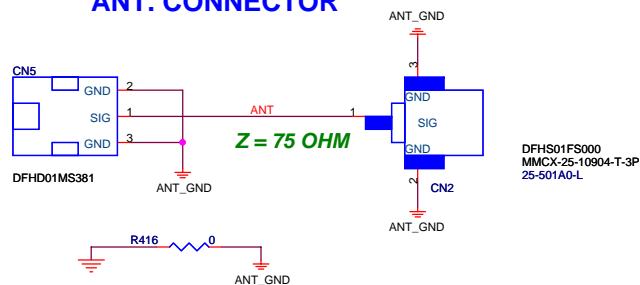 ANT. CONNECTOR
ANT_GND
CN5
3
GND
2
GND
SIG
1
ANT
1
SIG
Z = 75 OHM
GND
3
GND
DFHS01FS000
MMCX-25-10904-T-3P
25-501A0-L
DFHD01MS381
ANT_GND
2
CN2
ANT_GND
R416
0
ANT_GND